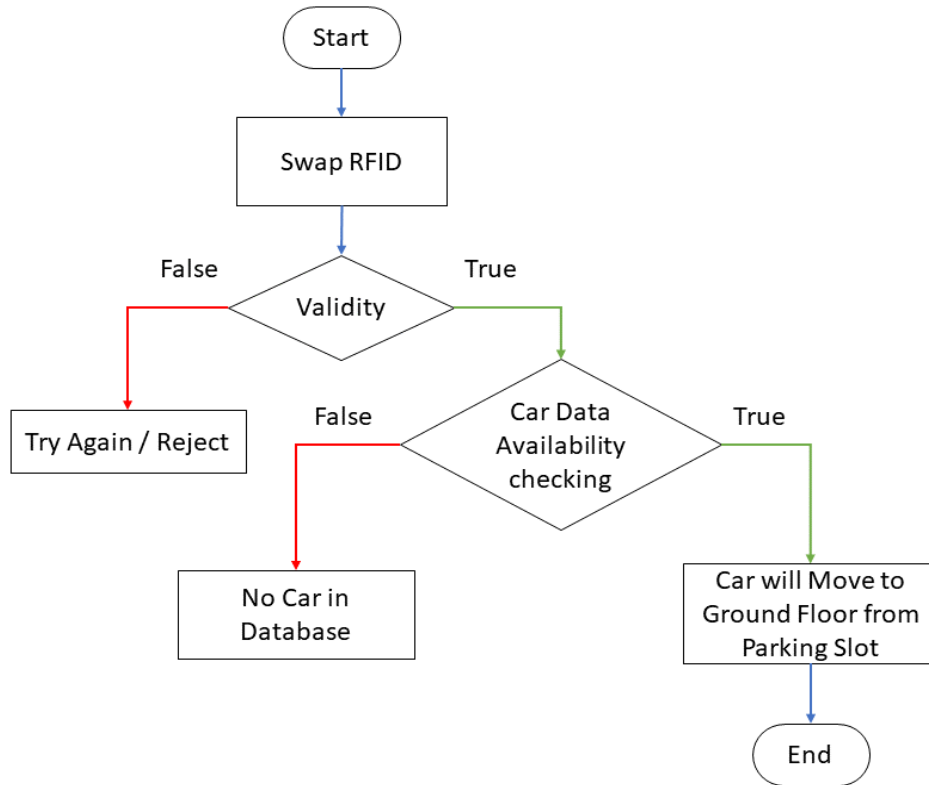 Start
Swap RFID
False
True
Validity
False
True
Car Data
Availability
checking
Try Again / Reject
No Car in
Database
Car will Move to
Ground Floor from
Parking Slot
End